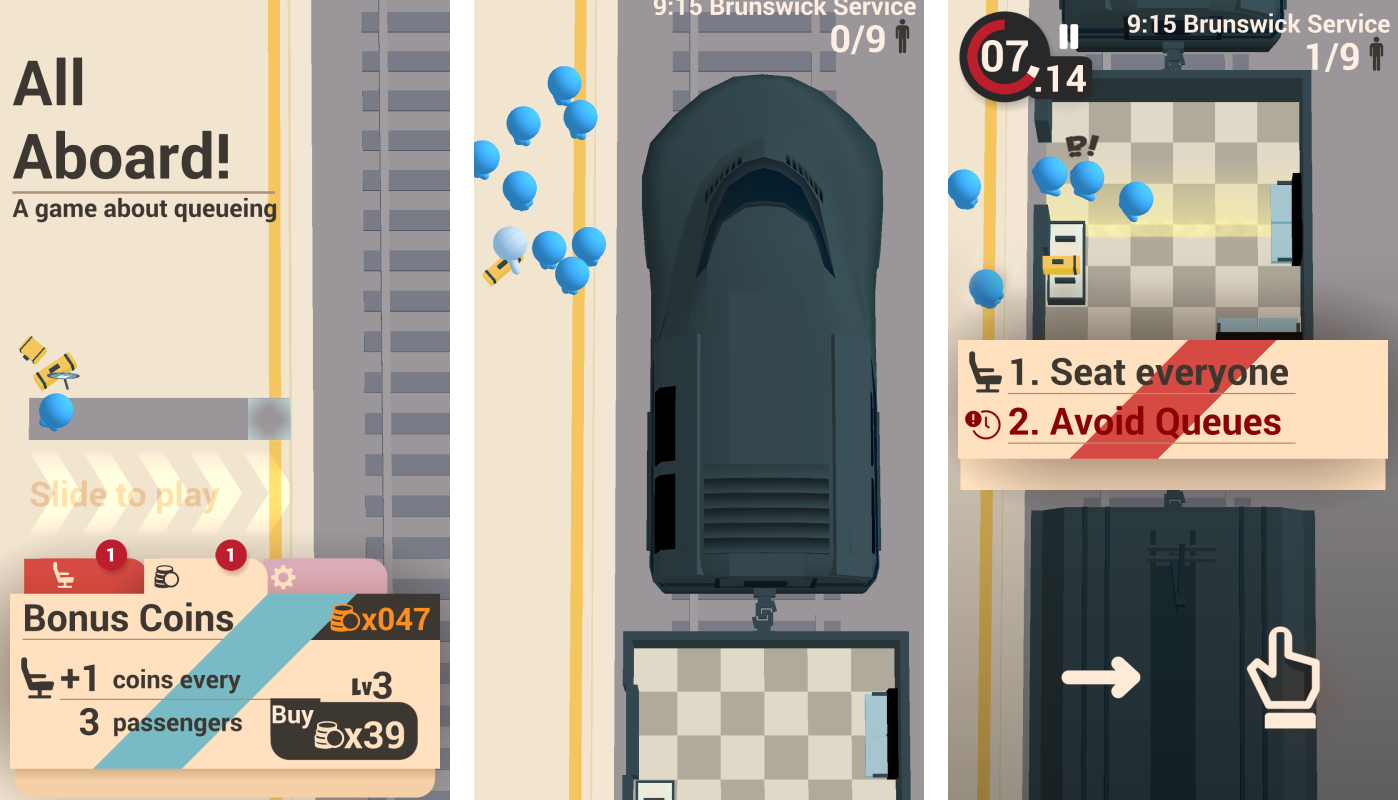 All
Aboard!
A game about queueing
Slide to play
1
1
Bonus Coins
x047
+1 coins every
3 passengers
Lv3
Buy
x39
9:15 Brunswick Service
0/9
07
.14
9:15 Brunswick Service
1/9
?!
1. Seat everyone
! 2. Avoid Queues